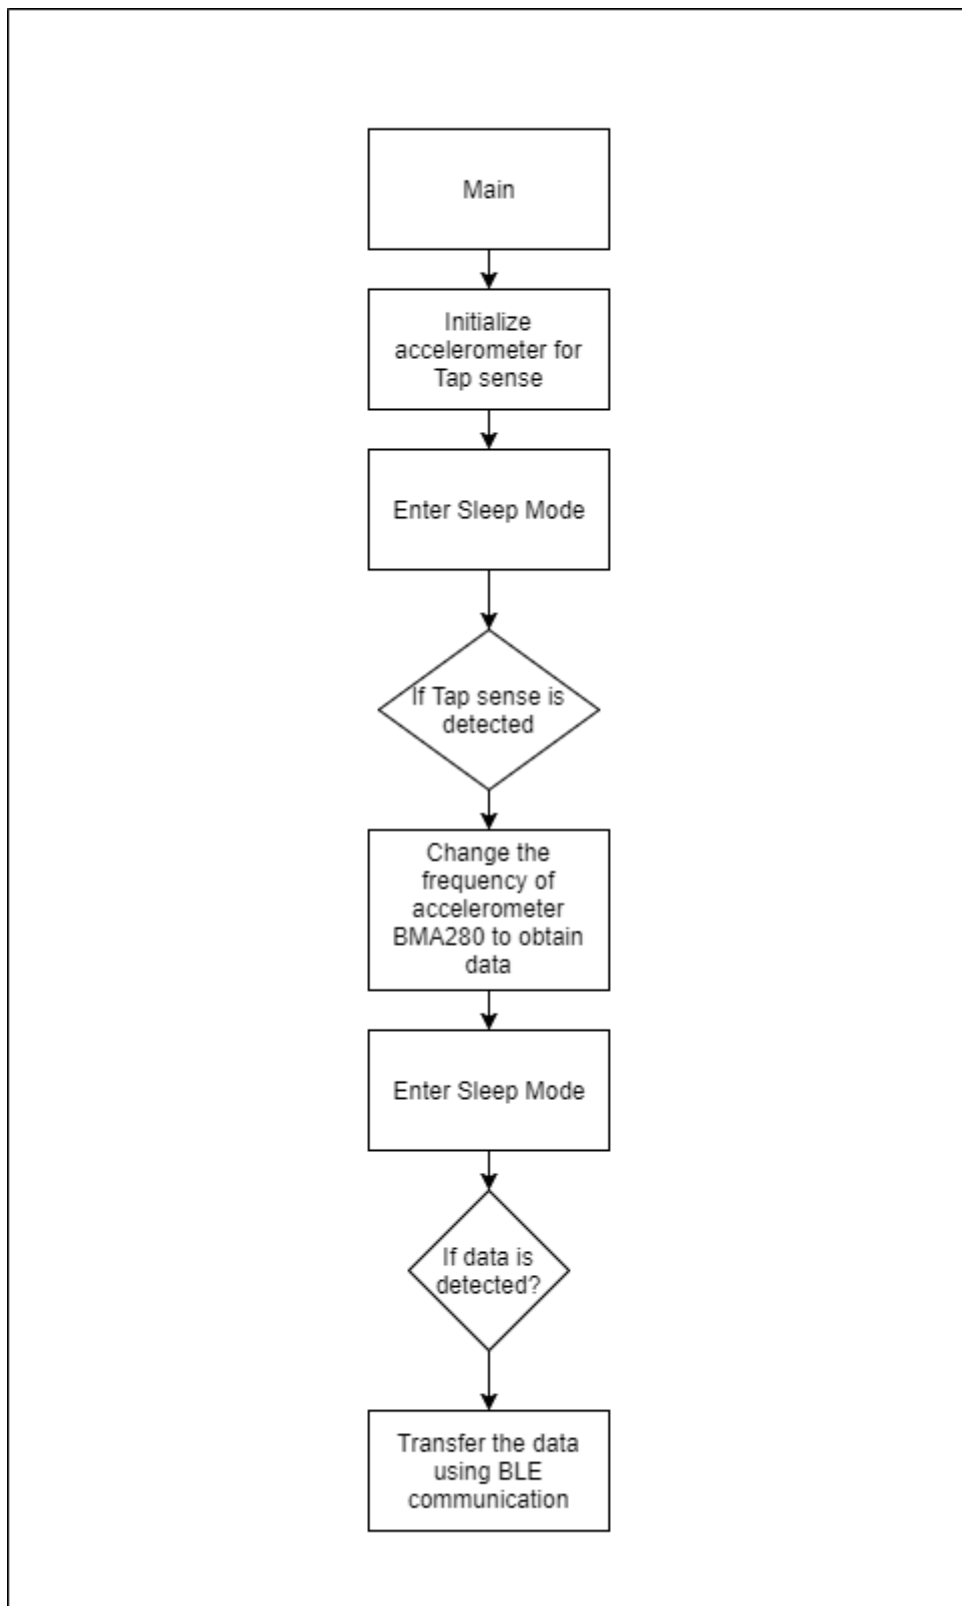 Main
Initialize
accelerometer for
Tap sense
Enter Sleep Mode
If Tap sense is
detected
Change the
frequency of
accelerometer
BMA280 to obtain
data
Enter Sleep Mode
If data is
detected?
Transfer the data
using BLE
communication